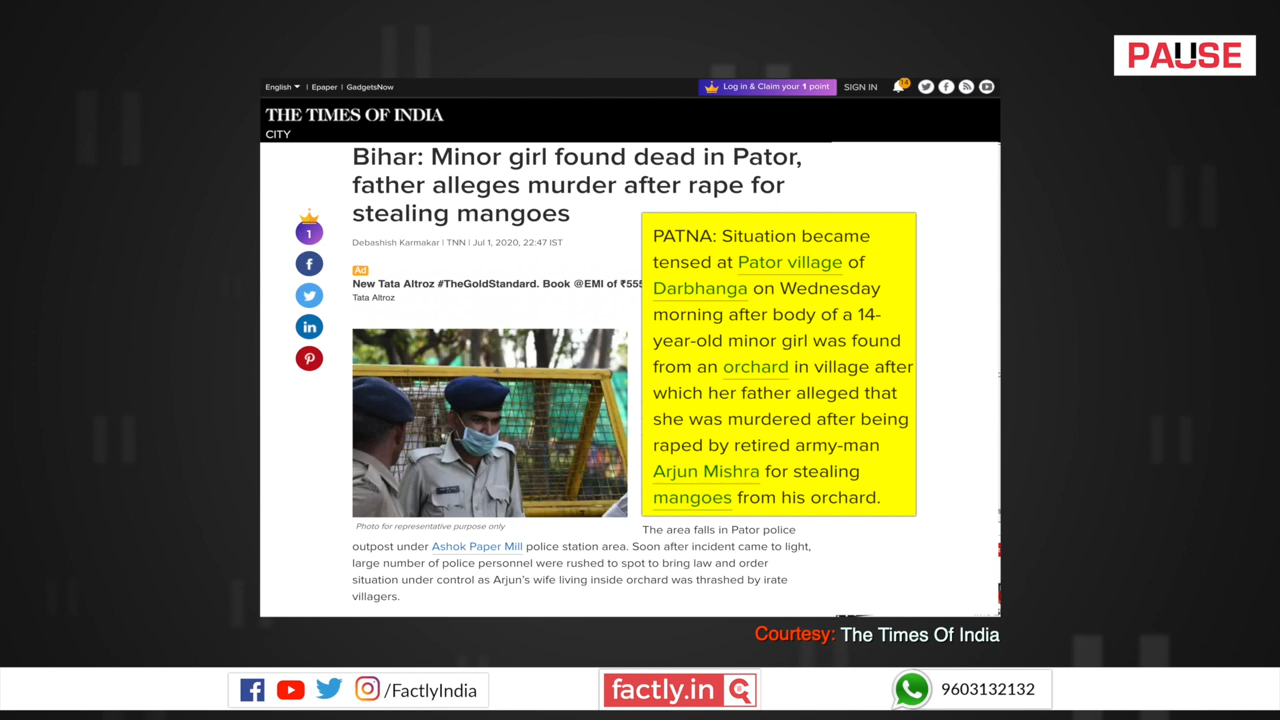 PAUSE
English | Epaper | GadgetsNow
Log in & Claim your 1 point
SIGN IN
14
THE TIMES OF INDIA
CITY
Bihar: Minor girl found dead in Pator,
father alleges murder after rape for
stealing mangoes
1
Debashish Karmakar | TNN | Jul 1, 2020, 22:47 IST
Ad
New Tata Altroz #TheGoldStandard. Book @EMI of ₹555
Tata Altroz
PATNA: Situation became
tensed at Pator village of
Darbhanga on Wednesday
morning after body of a 14-
year-old minor girl was found
from an orchard in village after
which her father alleged that
she was murdered after being
raped by retired army-man
Arjun Mishra for stealing
mangoes from his orchard.
Photo for representative purpose only
The area falls in Pator police
outpost under Ashok Paper Mill police station area. Soon after incident came to light,
large number of police personnel were rushed to spot to bring law and order
situation under control as Arjun's wife living inside orchard was thrashed by irate
villagers.
Courtesy: The Times Of India
/FactlyIndia
factly.in
9603132132